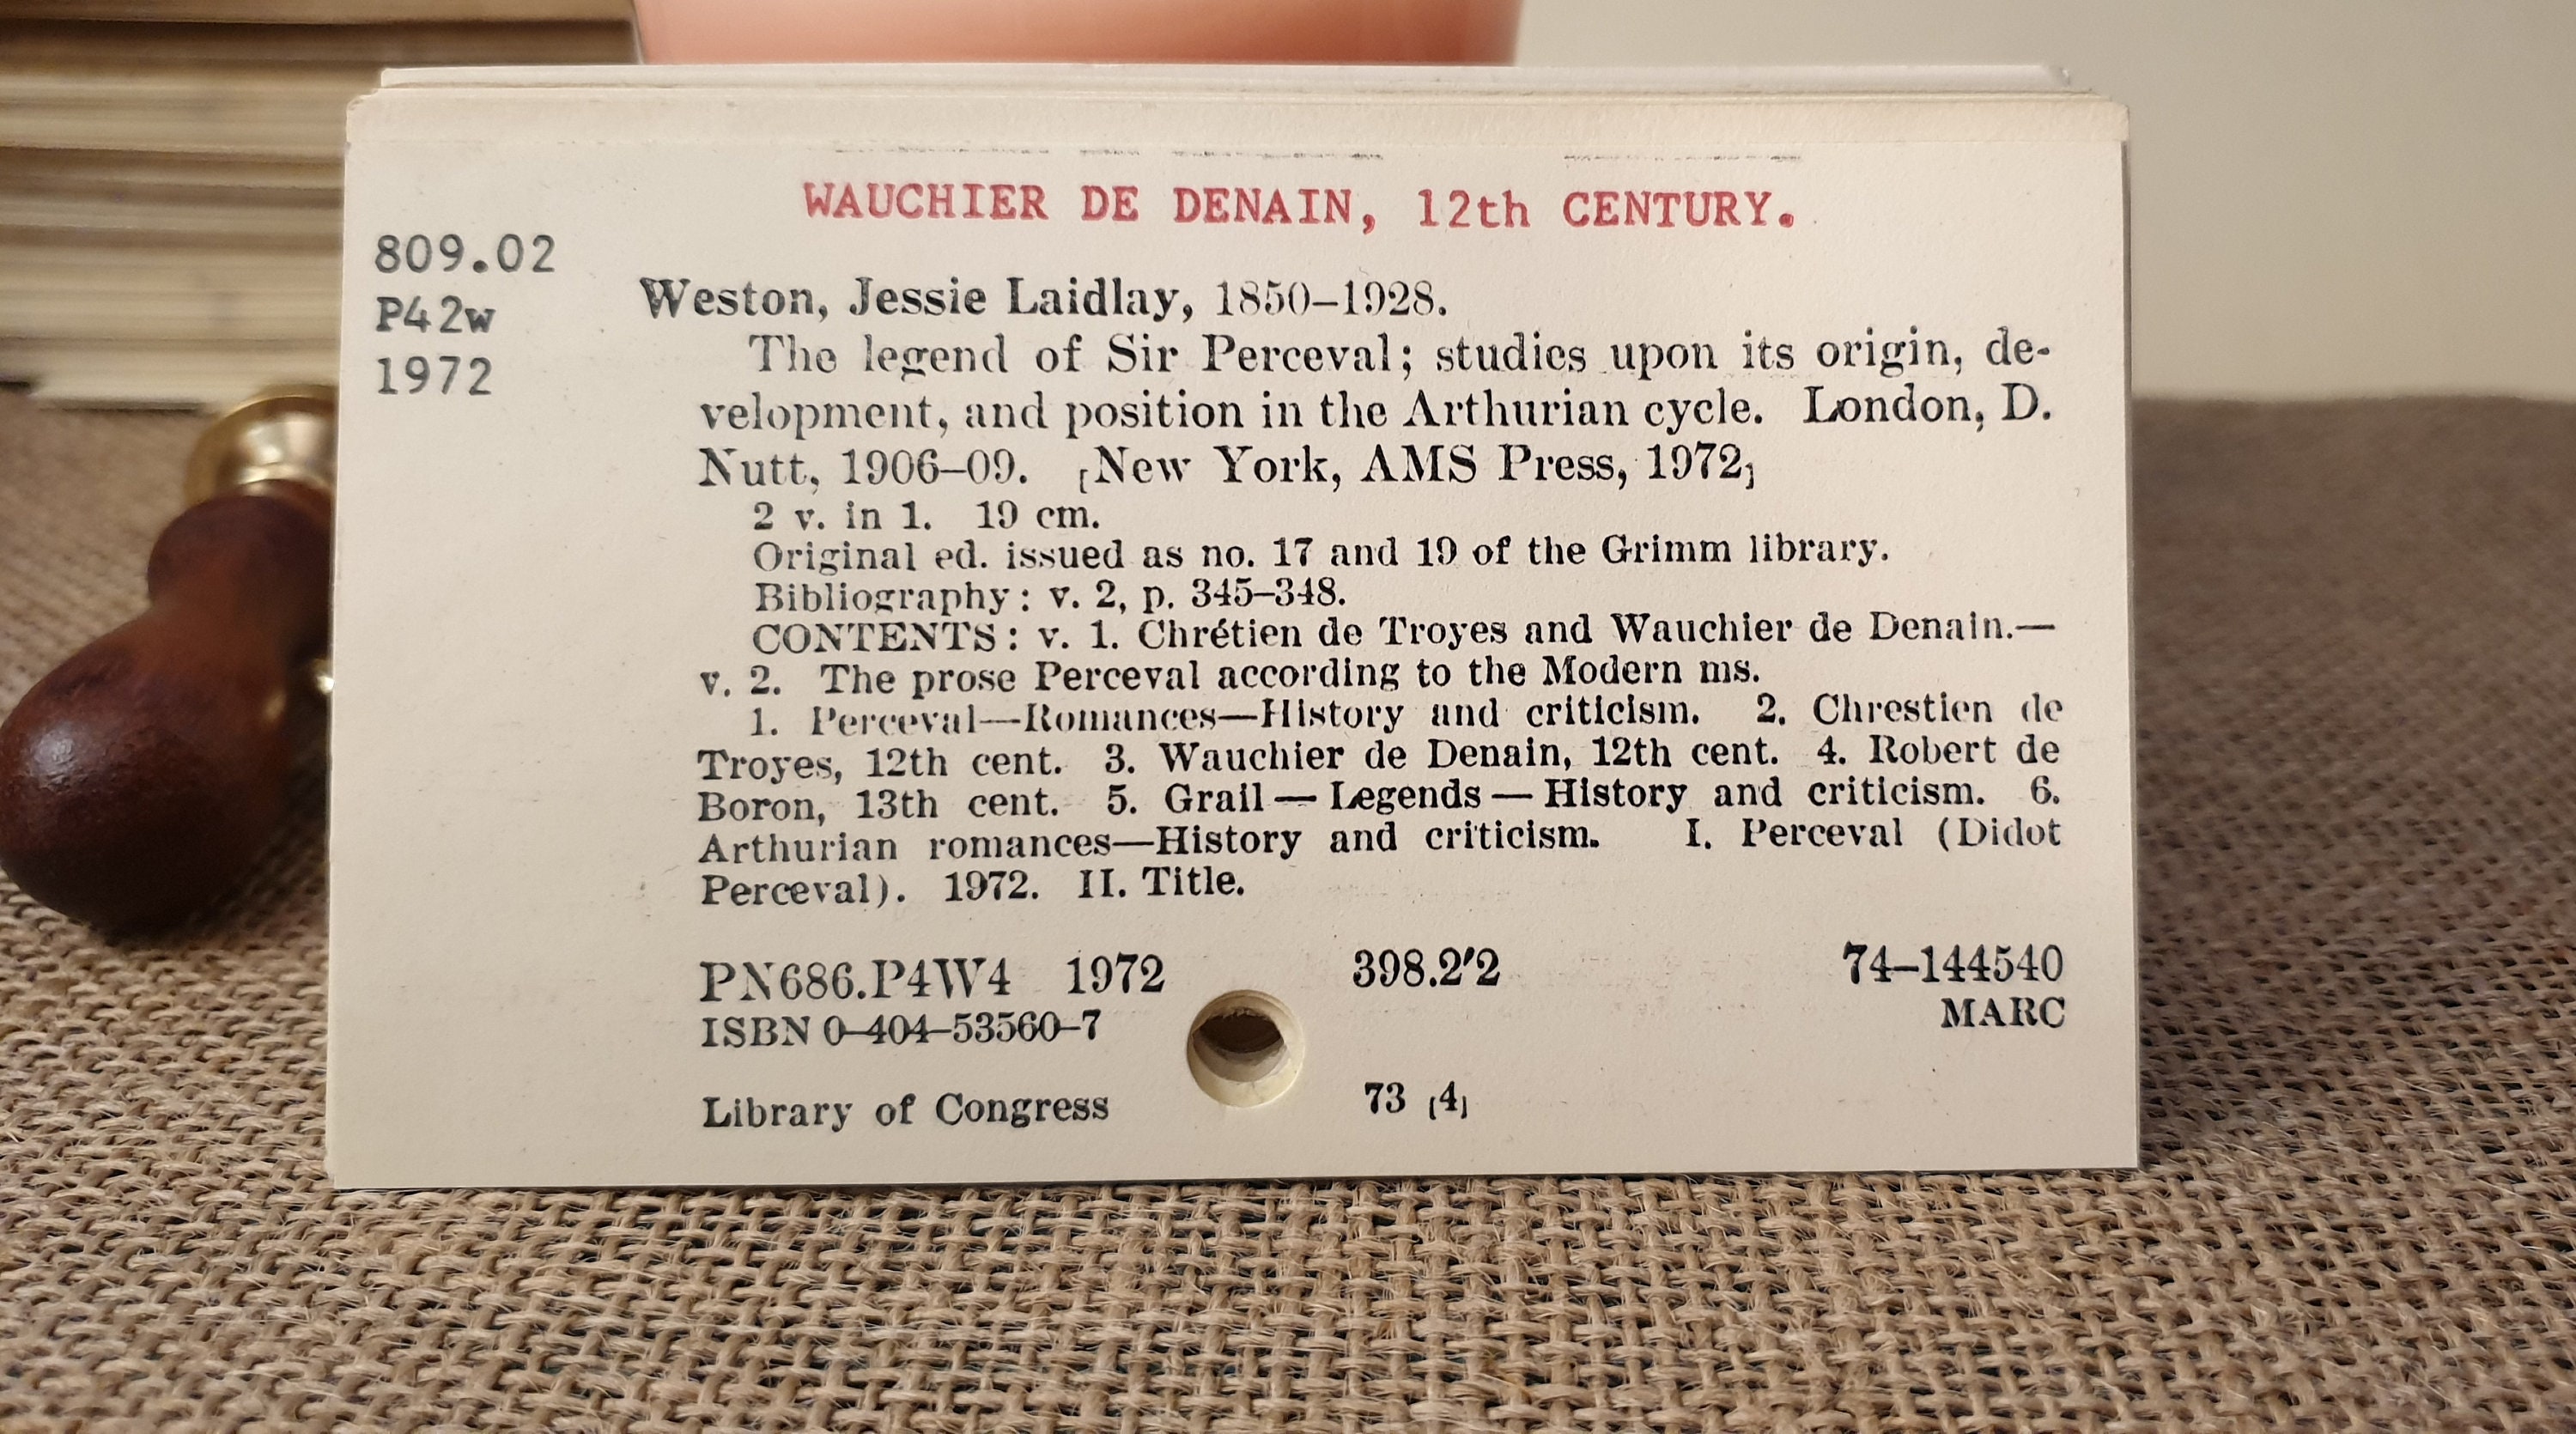 WAUCHIER DE DENAIN, 12th CENTURY.
809.02
P42w
1972
Weston, Jessie Laidlay, 1850–1928.
The legend of Sir Perceval; studies upon its origin, de-
velopment, and position in the Arthurian cycle. London, D.
Nutt, 1906–09. [New York, AMS Press, 1972]
2 v. in 1. 19 cm.
Original ed. issued as no. 17 and 19 of the Grimm library.
Bibliography: v. 2, p. 345–348.
CONTENTS: v. 1. Chrétien de Troyes and Wauchier de Denain.—
v. 2. The prose Perceval according to the Modern ms.
1. Perceval—Romances—History and criticism. 2. Chrestien de
Troyes, 12th cent. 3. Wauchier de Denain, 12th cent. 4. Robert de
Boron, 13th cent. 5. Grail — Legends — History and criticism. 6.
Arthurian romances—History and criticism. I. Perceval (Didot
Perceval). 1972. II. Title.
PN686.P4W4 1972 398.2'2 74–144540
ISBN 0–404–53560–7 MARC
Library of Congress 73 [4]